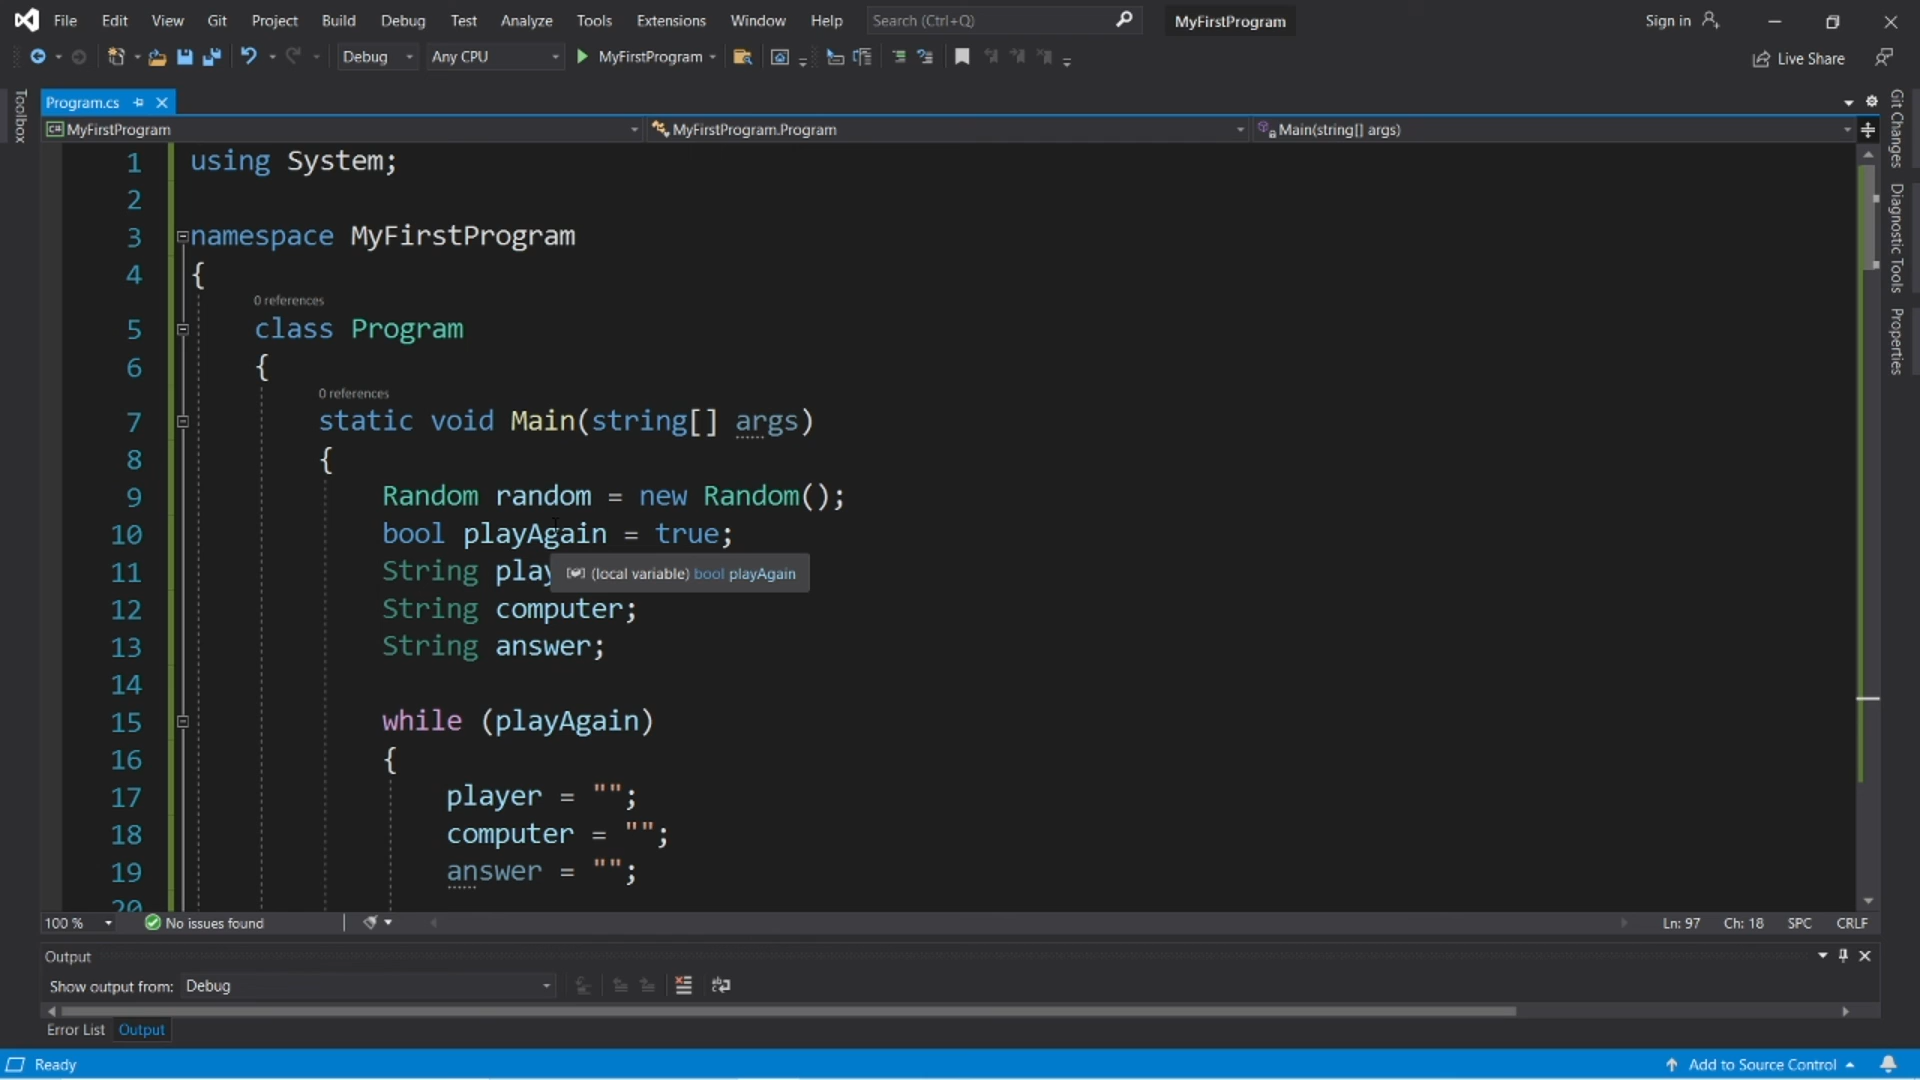 File Edit View Git Project Build Debug Test Analyze Tools Extensions Window Help Search (Ctrl+Q) MyFirstProgram Sign in
Debug Any CPU MyFirstProgram Live Share
Toolbox
Program.cs
MyFirstProgram MyFirstProgram.Program Main(string[] args)
1 using System;
2
3 namespace MyFirstProgram
4 {
0 references
5 class Program
6 {
0 references
7 static void Main(string[] args)
8 {
9 Random random = new Random();
10 bool playAgain = true;
11 String play (local variable) bool playAgain
12 String computer;
13 String answer;
14
15 while (playAgain)
16 {
17 player = "";
18 computer = "";
19 answer = "";
20
Git Changes
Diagnostic Tools
Properties
100 % No issues found Ln: 97 Ch: 18 SPC CRLF
Output
Show output from: Debug
Error List Output
Ready Add to Source Control